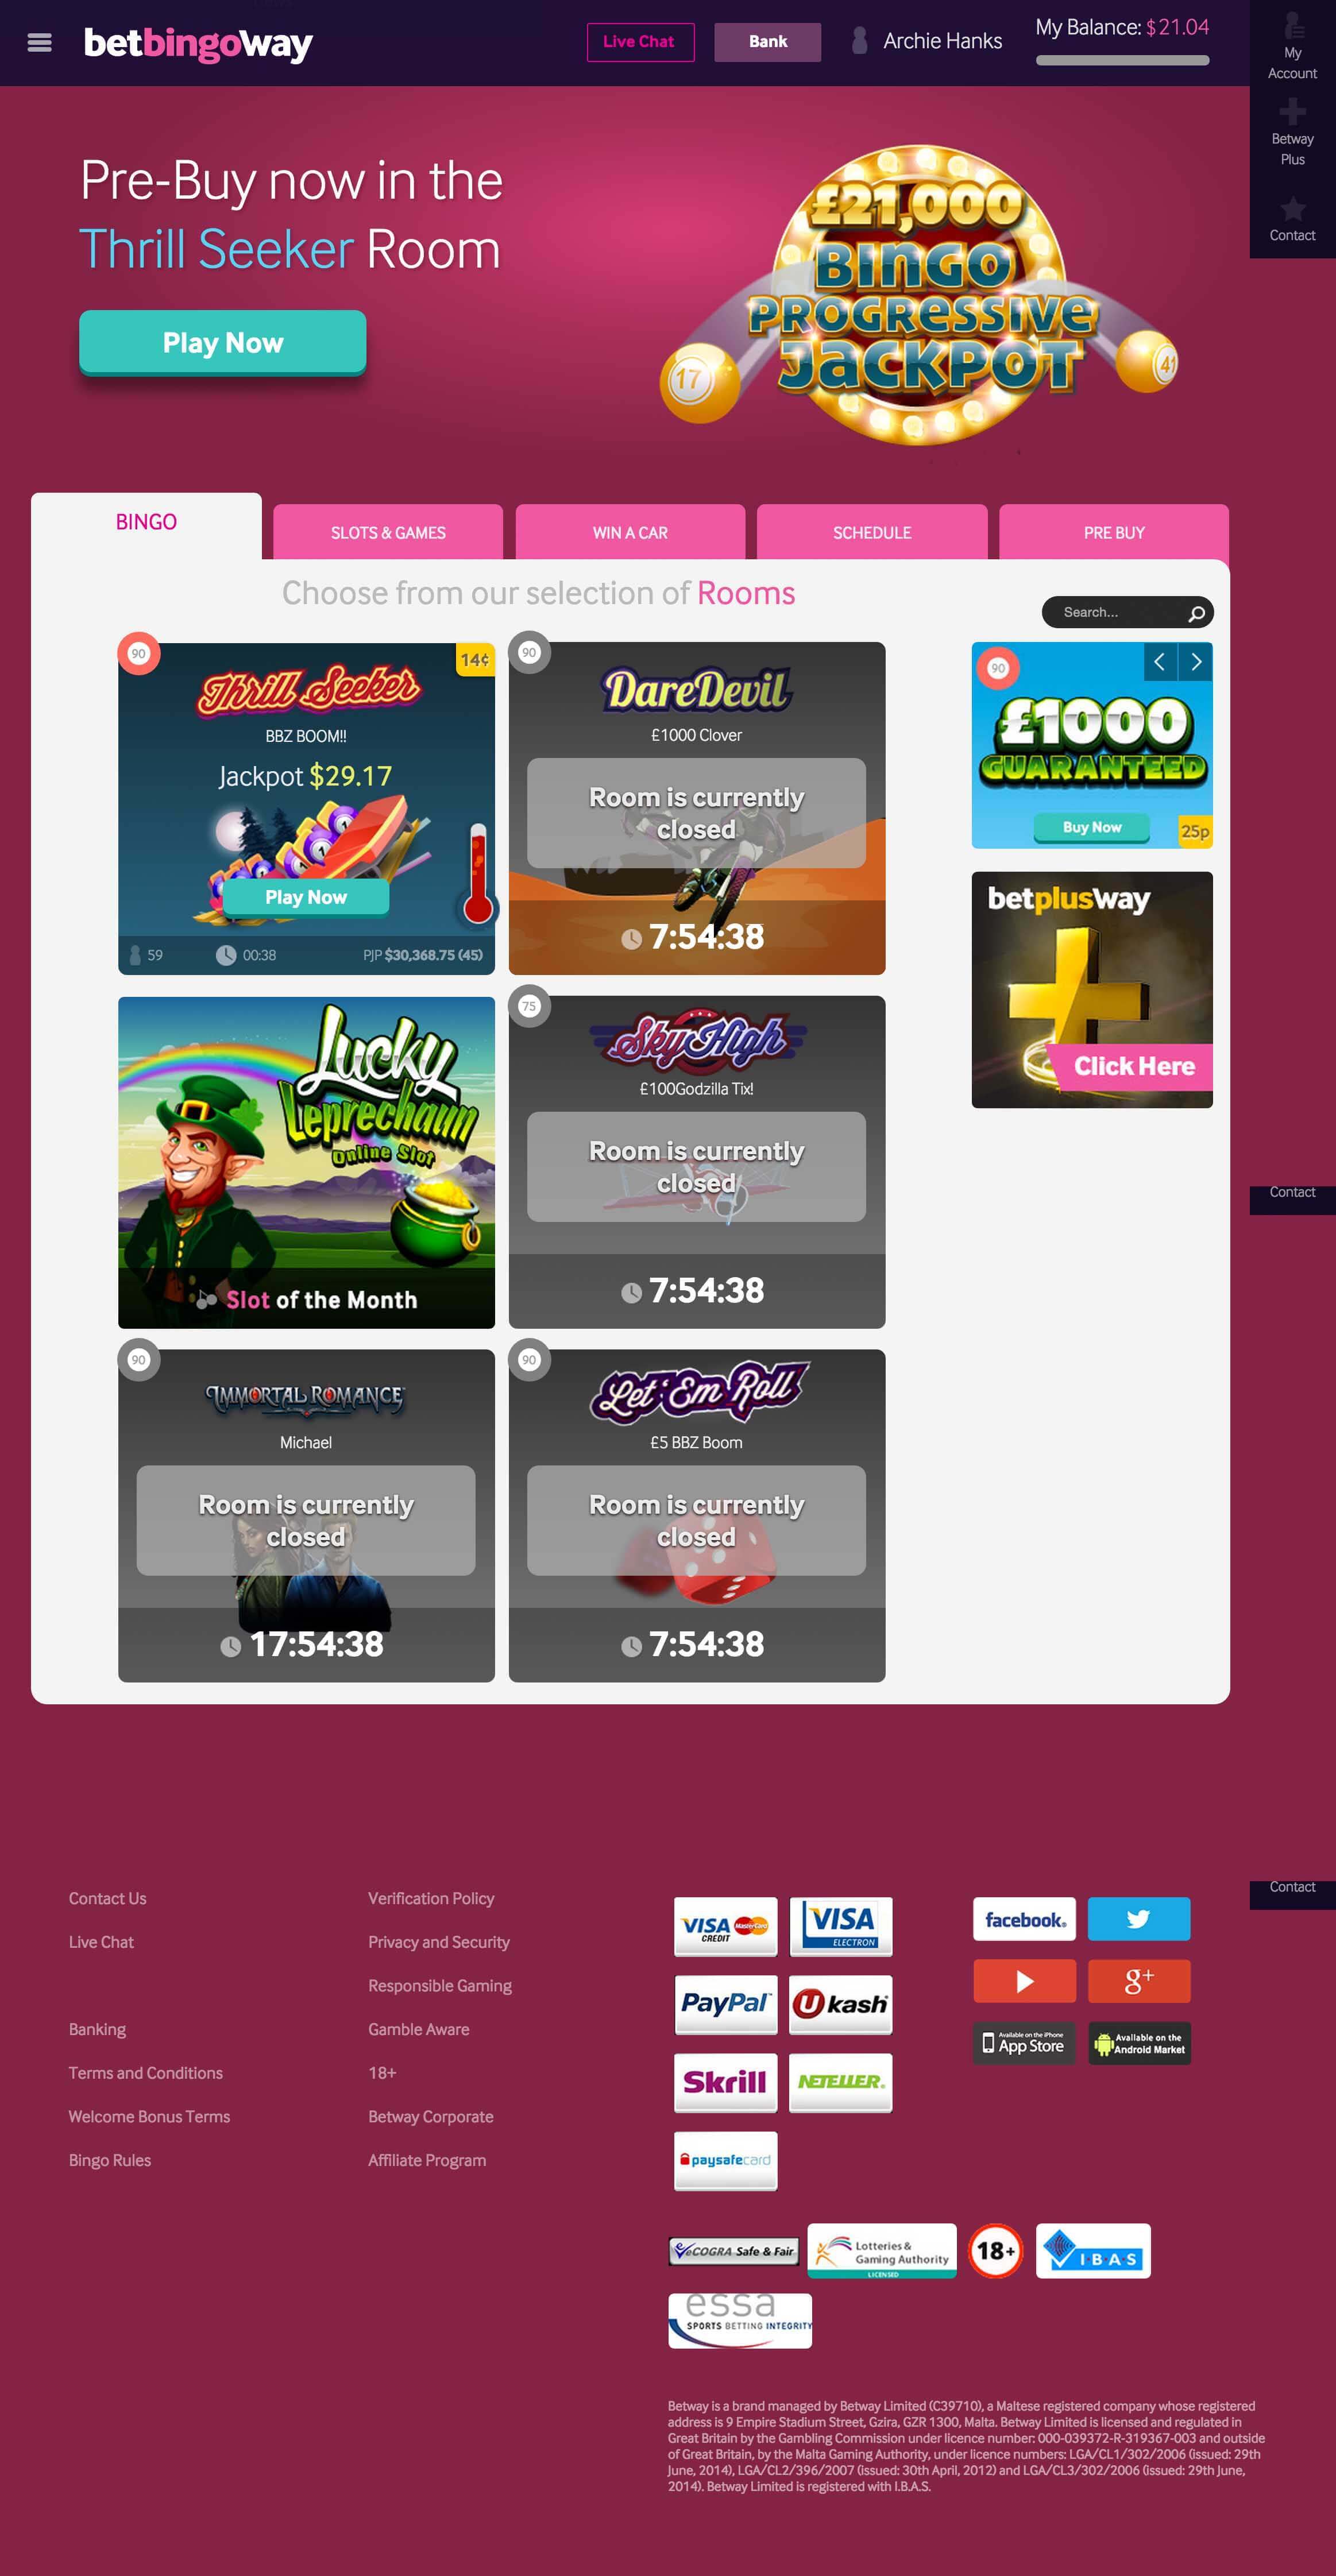 betbingoway
Live Chat
Bank
Archie Hanks
My Balance: $21.04
My
Account
Betway
Plus
Contact
Pre-Buy now in the
Thrill Seeker Room
Play Now
£21,000
BINGO
PROGRESSIVE
JACKPOT
17
41
BINGO
SLOTS & GAMES
WIN A CAR
SCHEDULE
PRE BUY
Choose from our selection of Rooms
Search...
90
14¢
Thrill Seeker
BBZ BOOM!!
Jackpot $29.17
1
1
Play Now
59
00:38
PJP $30,368.75 (45)
90
DareDevil
£1000 Clover
Room is currently
closed
7:54:38
90
£1000
GUARANTEED
Buy Now
25p
betplusway
Click Here
Lucky
Leprechaun
Online Slot
Slot of the Month
75
Sky High
£100Godzilla Tix!
Room is currently
closed
7:54:38
Contact
90
IMMORTAL ROMANCE
Michael
Room is currently
closed
17:54:38
90
Let 'Em Roll
£5 BBZ Boom
Room is currently
closed
7:54:38
Contact
Contact Us
Live Chat
Banking
Terms and Conditions
Welcome Bonus Terms
Bingo Rules
Verification Policy
Privacy and Security
Responsible Gaming
Gamble Aware
18+
Betway Corporate
Affiliate Program
VISA
CREDIT
MasterCard
VISA
ELECTRON
PayPal™
Ukash
Skrill
NETELLER.
paysafecard
facebook.
g+
Available on the iPhone
App Store
Available on the
Android Market
eCOGRA Safe & Fair
Lotteries &
Gaming Authority
LICENSED
18+
I·B·A·S
essa
SPORTS BETTING INTEGRITY
Betway is a brand managed by Betway Limited (C39710), a Maltese registered company whose registered
address is 9 Empire Stadium Street, Gzira, GZR 1300, Malta. Betway Limited is licensed and regulated in
Great Britain by the Gambling Commission under licence number: 000-039372-R-319367-003 and outside
of Great Britain, by the Malta Gaming Authority, under licence numbers: LGA/CL1/302/2006 (issued: 29th
June, 2014), LGA/CL2/396/2007 (issued: 30th April, 2012) and LGA/CL3/302/2006 (issued: 29th June,
2014). Betway Limited is registered with I.B.A.S.